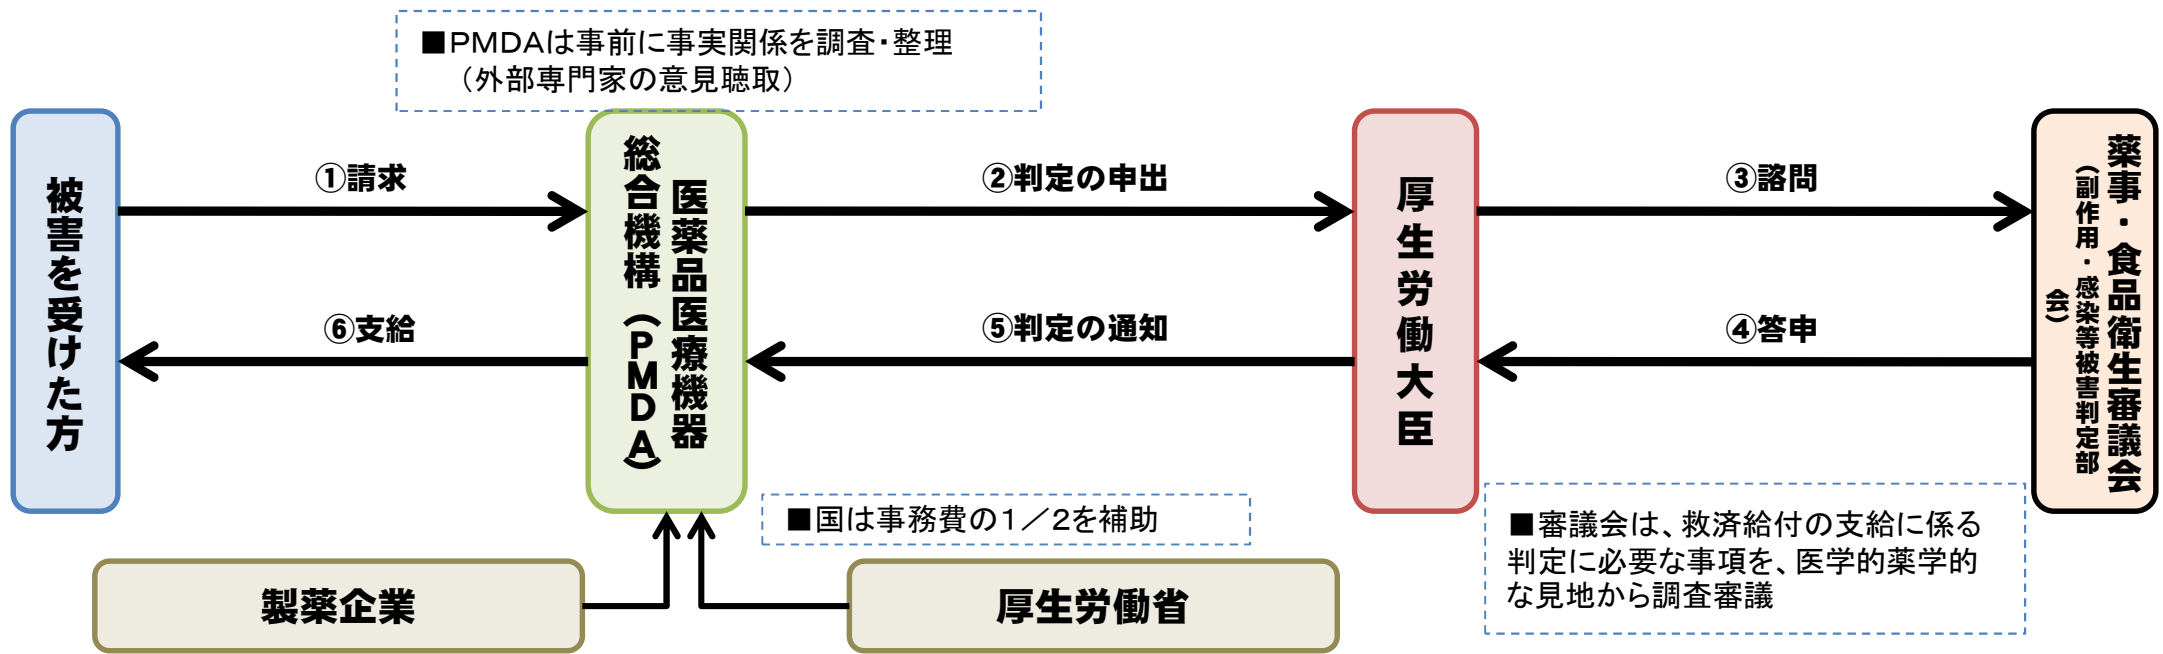 ■PMDAは事前に事実関係を調査・整理
（外部専門家の意見聴取）
被害を受けた方
①請求
⑥支給
医薬品医療機器
総合機構（PMDA）
②判定の申出
⑤判定の通知
厚生労働大臣
③諮問
④答申
薬事・食品衛生審議会
（副作用・感染等被害判定部
会）
■国は事務費の１／２を補助
■審議会は、救済給付の支給に係る
判定に必要な事項を、医学的薬学的
な見地から調査審議
製薬企業
厚生労働省